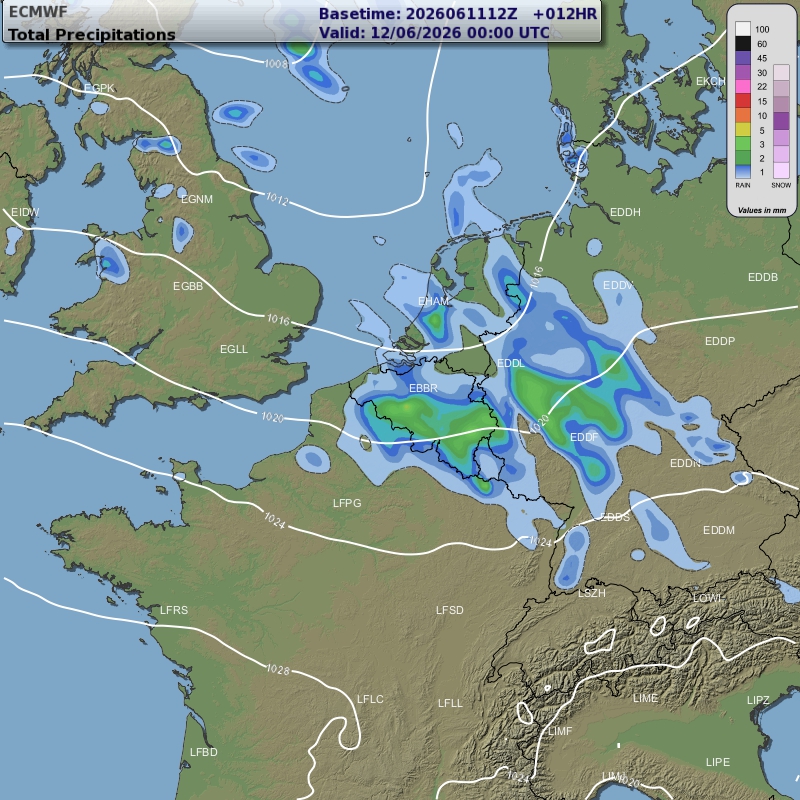 ECMWF
Basetime: 2026061112Z +012HR
Total Precipitations
Valid: 12/06/2026 00:00 UTC
1008
EGPK
EKCH
1012
EGNM
EIDW
EDDH
1016
EDDB
EGBB
EDDV
EHAM
1016
EDDP
EGLL
EDDL
EBBR
1020
1020
EDDF
EDDN
LFPG
1024
EDDS
EDDM
1024
LSZH
LOWI
LFRS
LFSD
1028
LFLC
LFLL
LIME
LIPZ
LIMF
LFBD
LIPE
1024
1020
100
60
45
30
22
15
10
5
3
2
1
RAIN SNOW
Values in mm